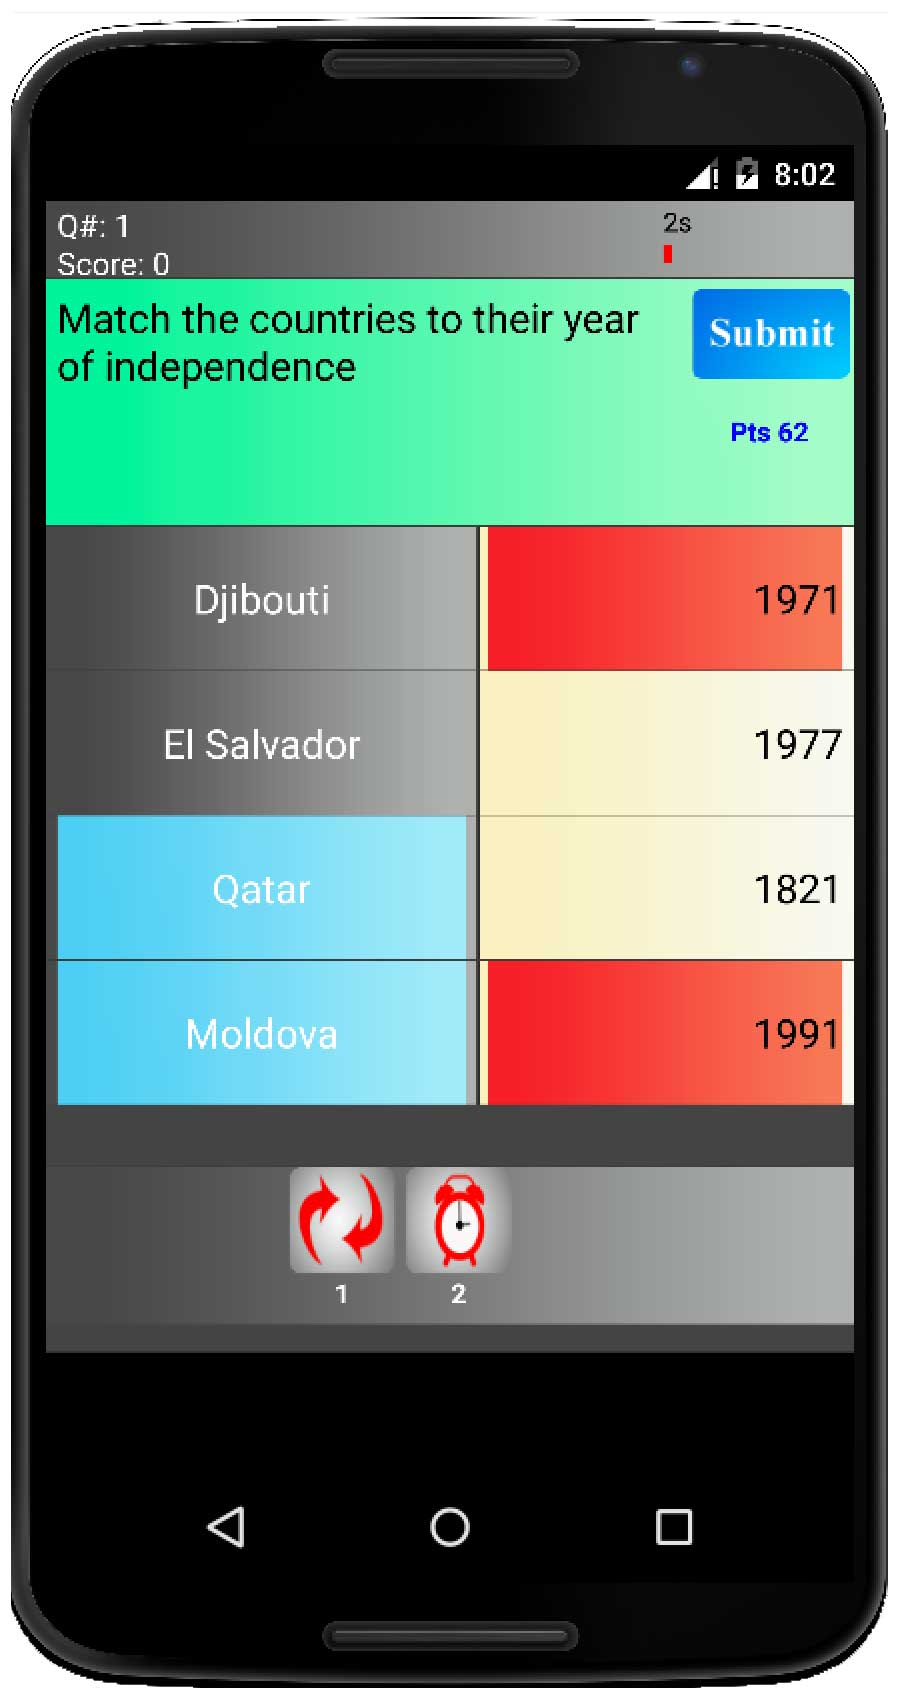 8:02
Q#: 1
2s
Score: 0
Match the countries to their year
of independence
Submit
Pts 62
Djibouti
1971
El Salvador
1977
Qatar
1821
Moldova
1991
1
2